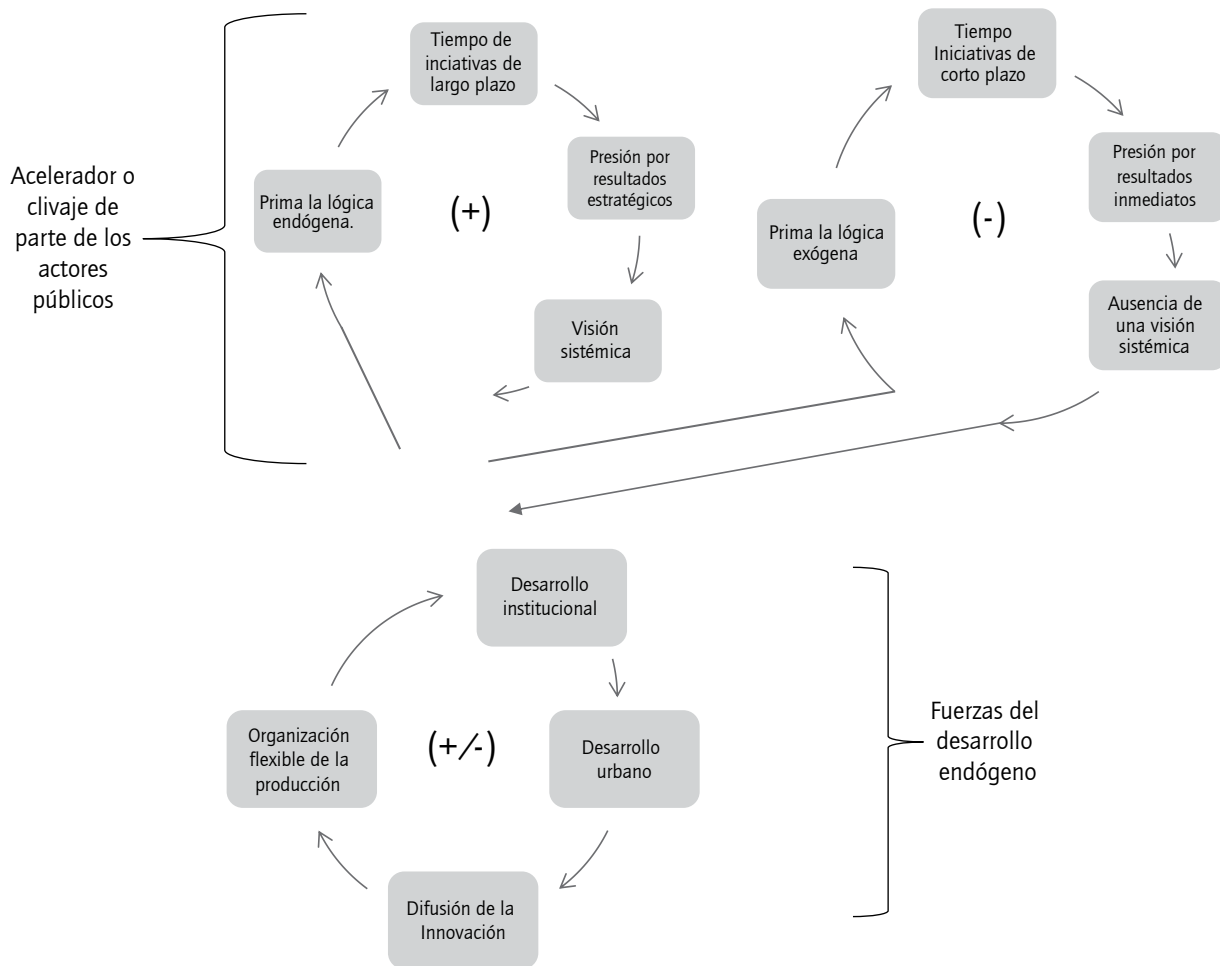 Acelerador o
clivaje de
parte de los
actores
públicos
Tiempo de
inciativas de
largo plazo
Presión por
resultados
estratégicos
Visión
sistémica
Prima la lógica
endógena.
(+)
Tiempo
Iniciativas de
corto plazo
Presión por
resultados
inmediatos
Ausencia de
una visión
sistémica
Prima la lógica
exógena
(-)
Desarrollo
institucional
Desarrollo
urbano
Difusión de la
Innovación
Organización
flexible de la
producción
(+/-)
Fuerzas del
desarrollo
endógeno